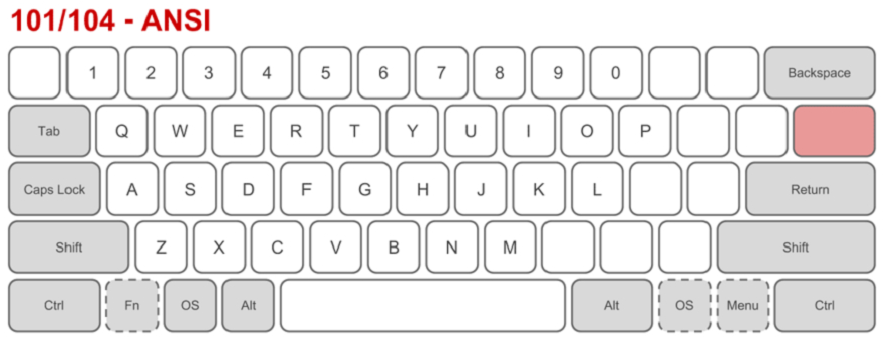 101/104 - ANSI
1 2 3 4 5 6 7 8 9 0 Backspace
Tab Q W E R T Y U I O P
Caps Lock A S D F G H J K L Return
Shift Z X C V B N M Shift
Ctrl Fn OS Alt Alt OS Menu Ctrl